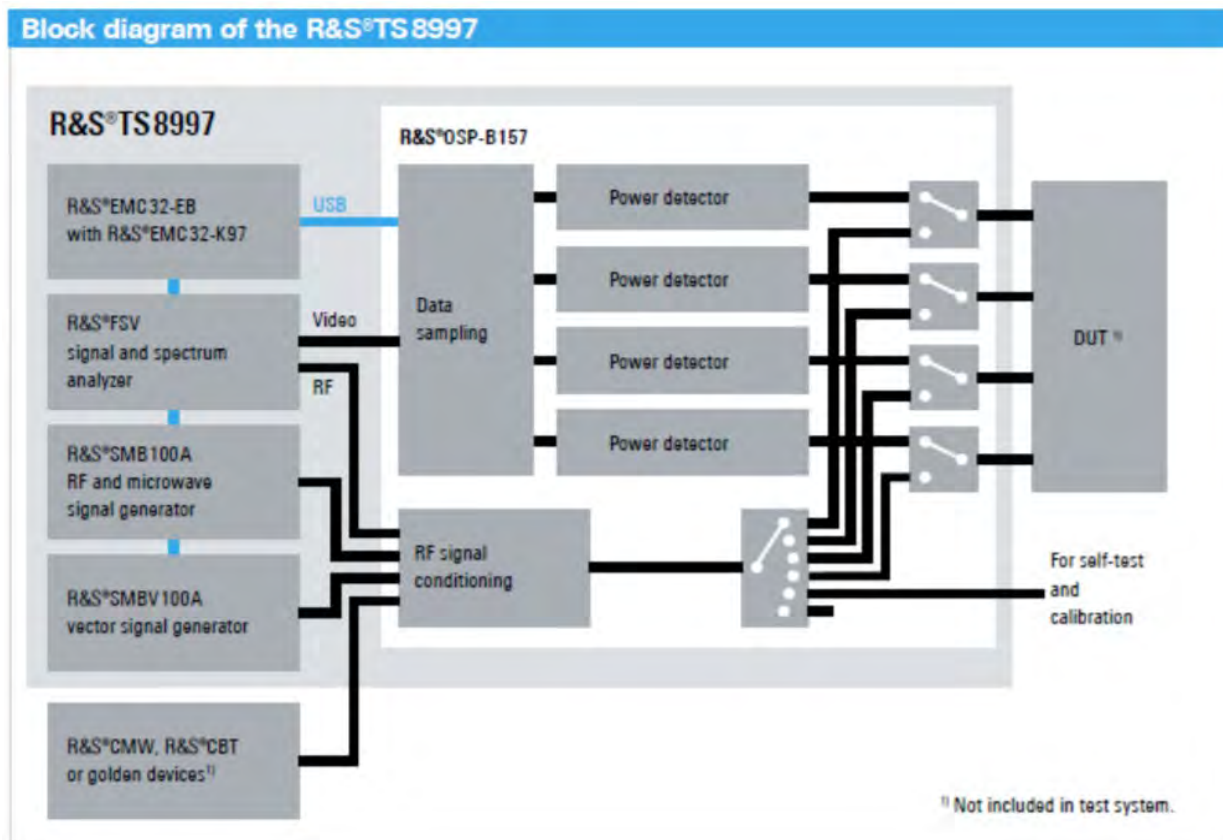 Block diagram of the R&S®TS8997
R&S®TS8997
R&S®OSP-B157
R&S®EMC32-EB
with R&S®EMC32-K97
USB
R&S®FSV
signal and spectrum
analyzer
Video
RF
R&S®SMB100A
RF and microwave
signal generator
R&S®SMBV100A
vector signal generator
R&S®CMW, R&S®CBT
or golden devices¹⁾
Data
sampling
Power detector
Power detector
Power detector
Power detector
RF signal
conditioning
DUT ¹⁾
For self-test
and
calibration
¹⁾ Not included in test system.